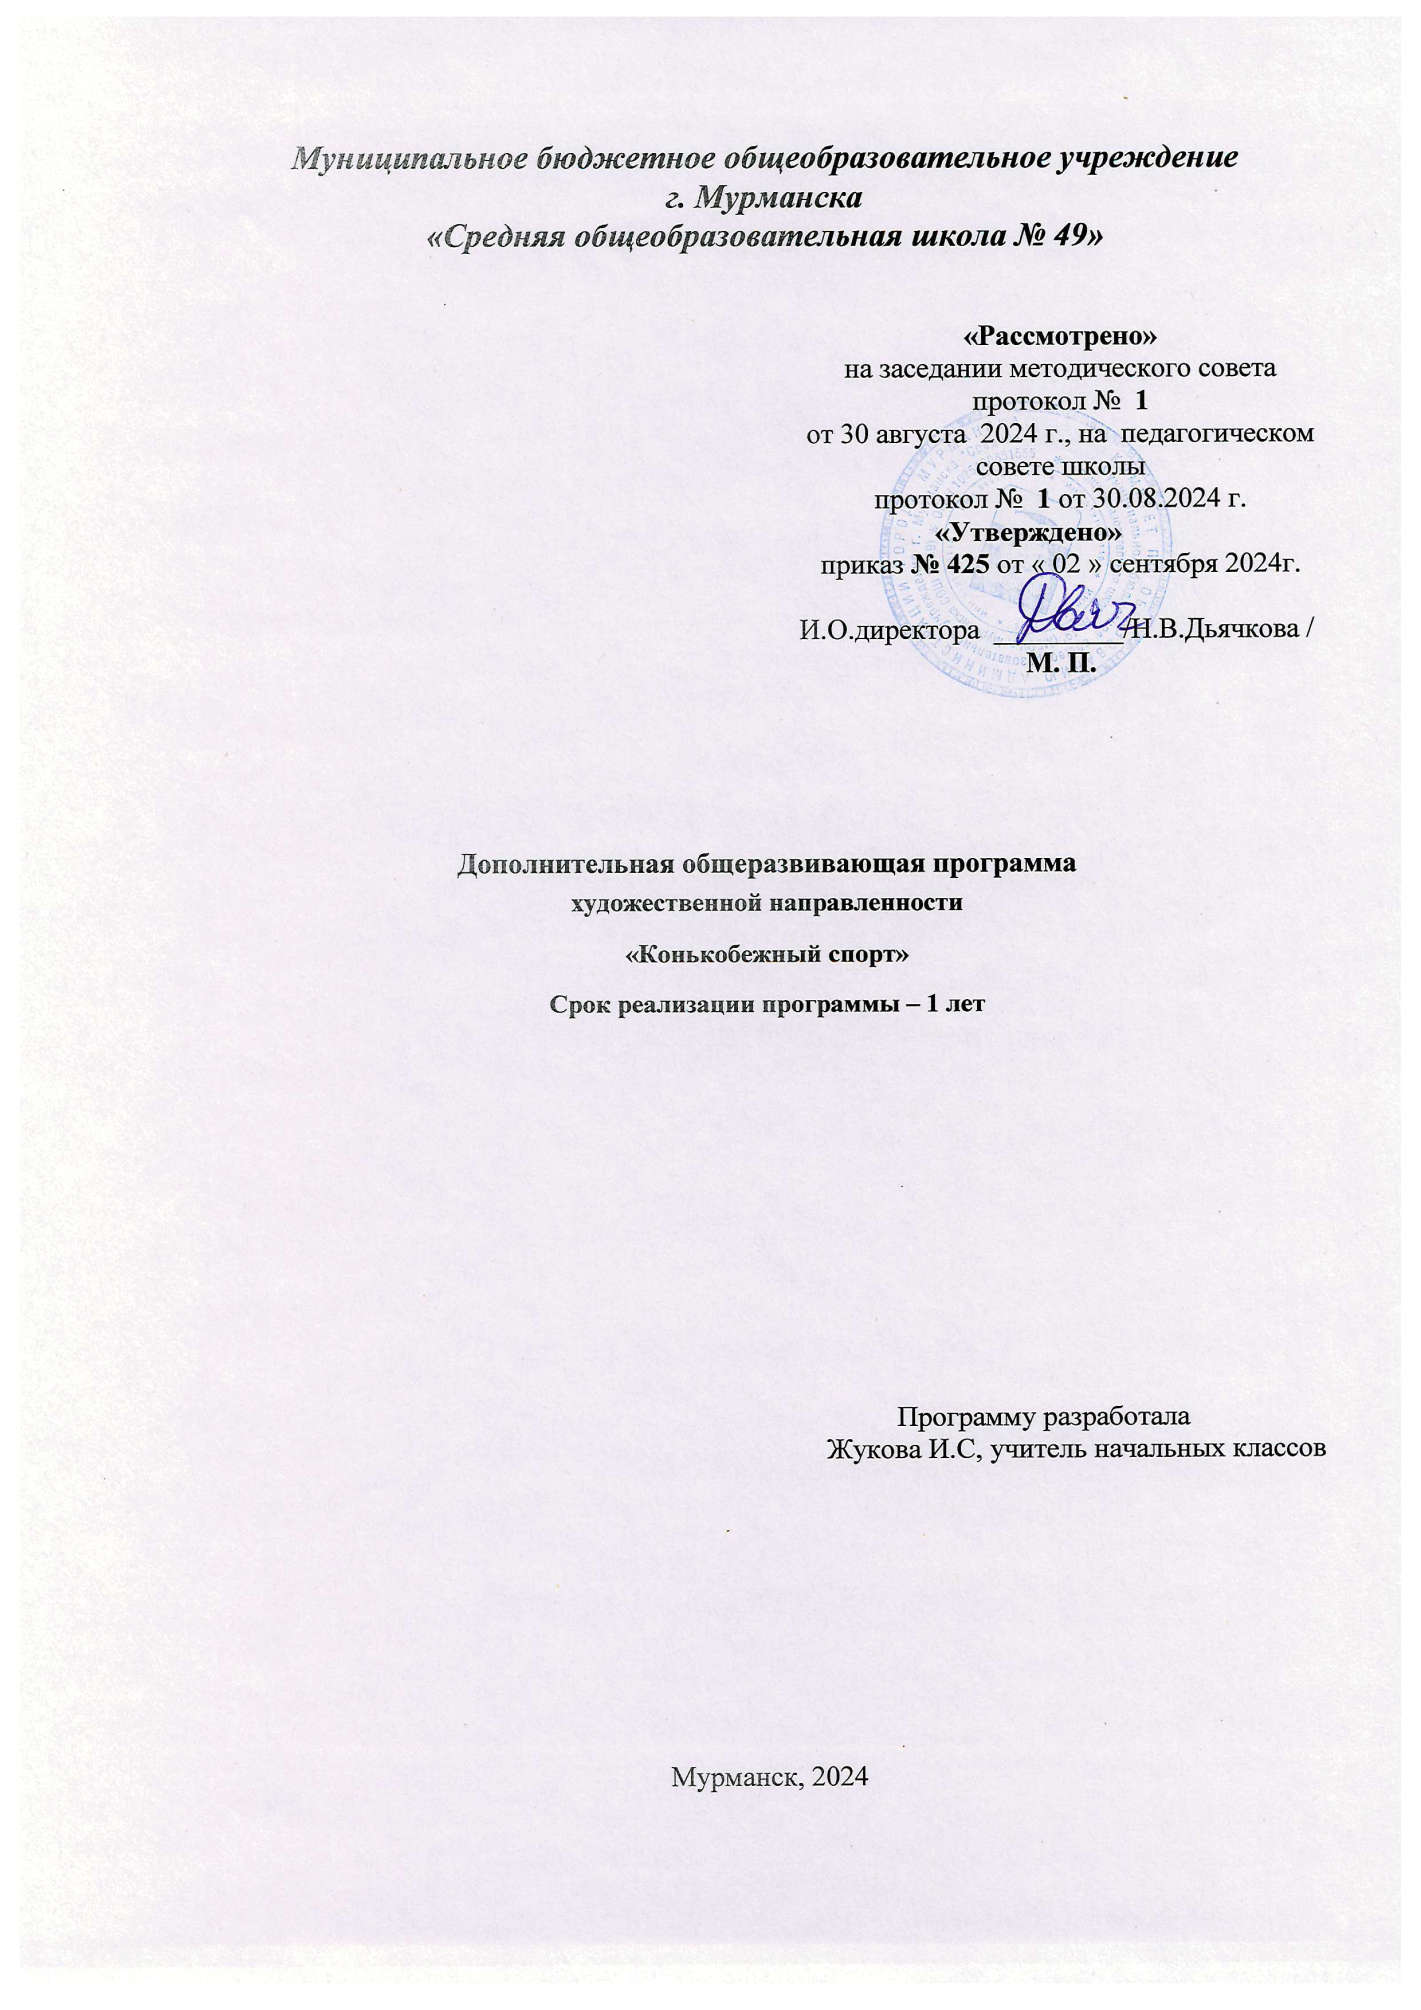 Муниципальное бюджетное общеобразовательное учреждение
г. Мурманска
«Средняя общеобразовательная школа № 49»
«Рассмотрено»
на заседании методического совета
протокол № 1
от 30 августа 2024 г., на педагогическом
совете школы
протокол № 1 от 30.08.2024 г.
«Утверждено»
приказ № 425 от « 02 » сентября 2024г.
И.О.директора __________/Н.В.Дьячкова /
М. П.
Дополнительная общеразвивающая программа
художественной направленности
«Конькобежный спорт»
Срок реализации программы – 1 лет
Программу разработала
Жукова И.С, учитель начальных классов
Мурманск, 2024